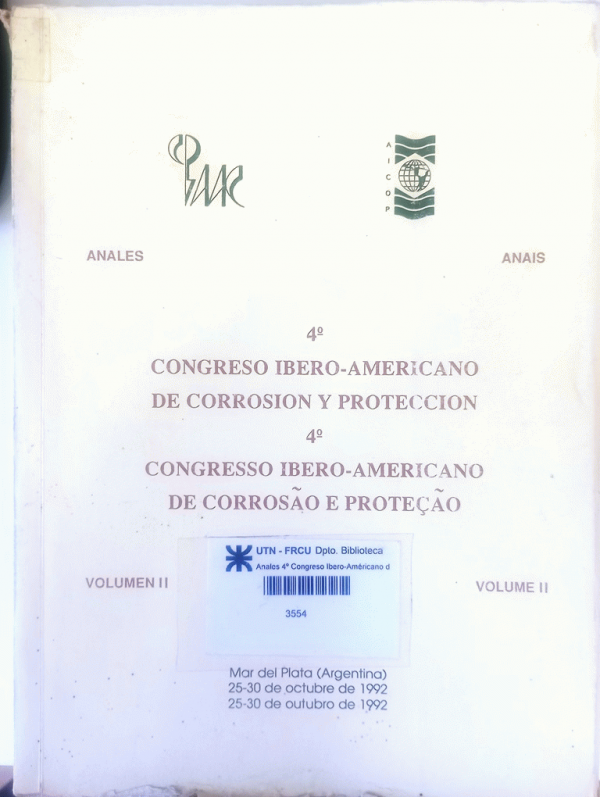 AICOP
ANALES
ANAIS
4º
CONGRESO IBERO-AMERICANO
DE CORROSION Y PROTECCION
4º
CONGRESSO IBERO-AMERICANO
DE CORROSÃO E PROTEÇÃO
UTN - FRCU Dpto. Biblioteca
Anales 4º Congreso Ibero-Américano d
3554
VOLUMEN II
VOLUME II
Mar del Plata (Argentina)
25-30 de octubre de 1992
25-30 de outubro de 1992